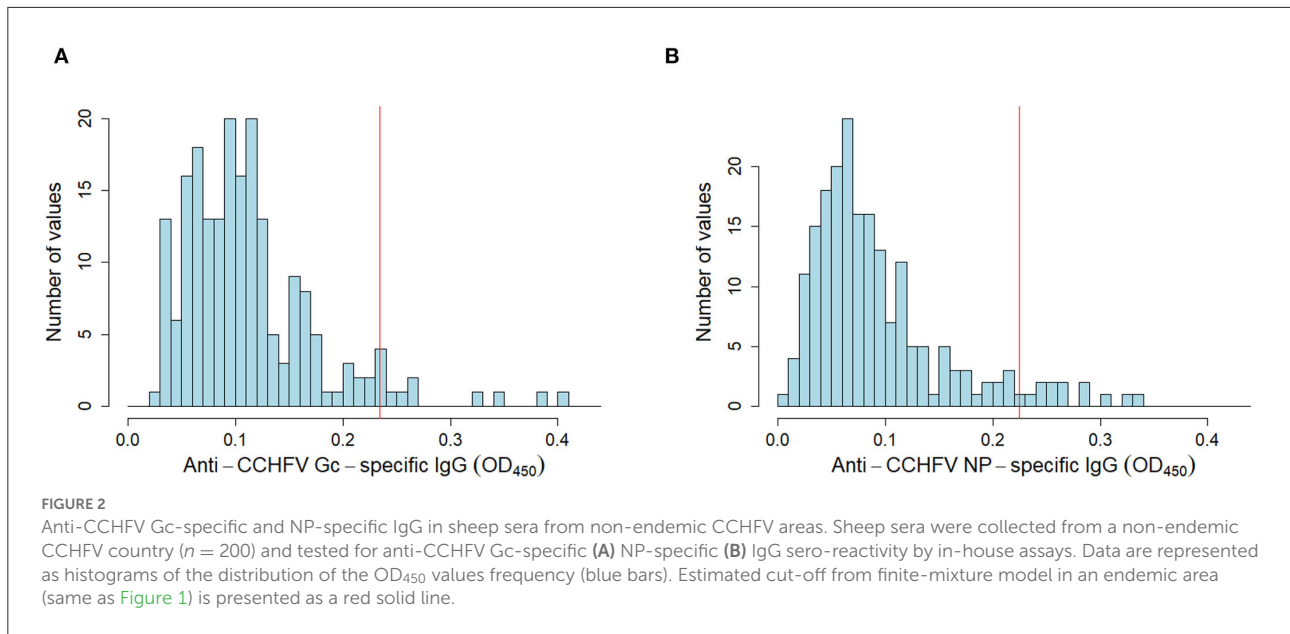 A
B
20
15
10
5
0
Number of values
0.0 0.1 0.2 0.3 0.4
Anti – CCHFV Gc – specific IgG (OD450)
20
15
10
5
0
Number of values
0.0 0.1 0.2 0.3 0.4
Anti – CCHFV NP – specific IgG (OD450)
FIGURE 2
Anti-CCHFV Gc-specific and NP-specific IgG in sheep sera from non-endemic CCHFV areas. Sheep sera were collected from a non-endemic
CCHFV country (n = 200) and tested for anti-CCHFV Gc-specific (A) NP-specific (B) IgG sero-reactivity by in-house assays. Data are represented
as histograms of the distribution of the OD450 values frequency (blue bars). Estimated cut-off from finite-mixture model in an endemic area
(same as Figure 1) is presented as a red solid line.